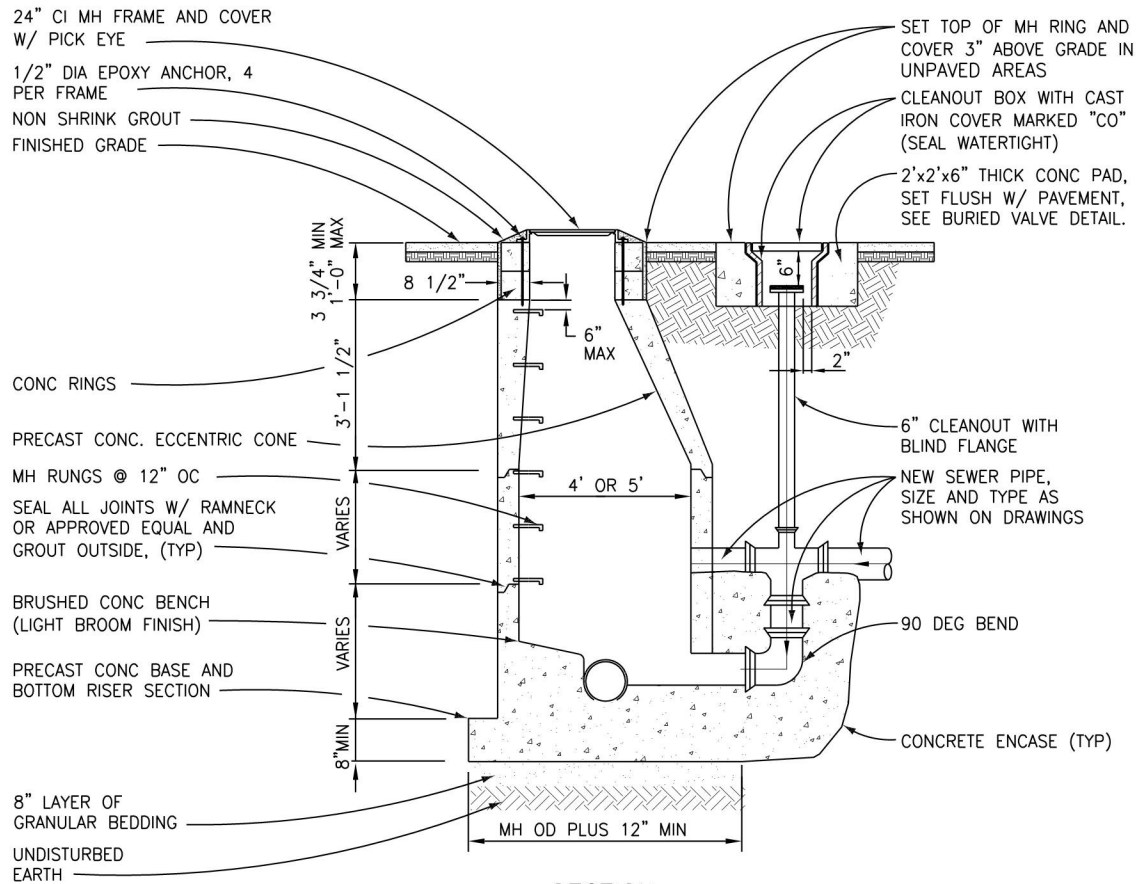 24" CI MH FRAME AND COVER
W/ PICK EYE
1/2" DIA EPOXY ANCHOR, 4
PER FRAME
NON SHRINK GROUT
FINISHED GRADE
3 3/4" MIN
1'-0" MAX
8 1/2"
6"
MAX
3'-1 1/2"
CONC RINGS
PRECAST CONC. ECCENTRIC CONE
MH RUNGS @ 12" OC
SEAL ALL JOINTS W/ RAMNECK
OR APPROVED EQUAL AND
GROUT OUTSIDE, (TYP)
VARIES
4' OR 5'
BRUSHED CONC BENCH
(LIGHT BROOM FINISH)
VARIES
PRECAST CONC BASE AND
BOTTOM RISER SECTION
8"MIN
8" LAYER OF
GRANULAR BEDDING
UNDISTURBED
EARTH
MH OD PLUS 12" MIN
SET TOP OF MH RING AND
COVER 3" ABOVE GRADE IN
UNPAVED AREAS
CLEANOUT BOX WITH CAST
IRON COVER MARKED "CO"
(SEAL WATERTIGHT)
2'x2'x6" THICK CONC PAD,
SET FLUSH W/ PAVEMENT,
SEE BURIED VALVE DETAIL.
6"
2"
6" CLEANOUT WITH
BLIND FLANGE
NEW SEWER PIPE,
SIZE AND TYPE AS
SHOWN ON DRAWINGS
90 DEG BEND
CONCRETE ENCASE (TYP)